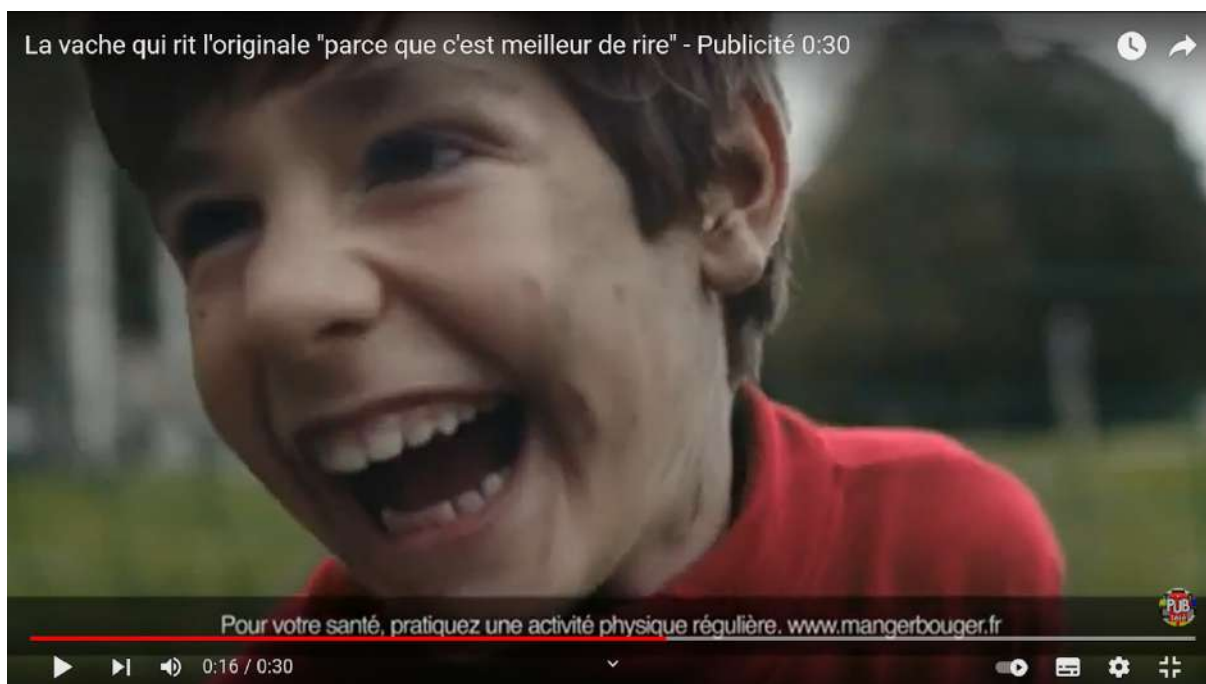 La vache qui rit l'originale "parce que c'est meilleur de rire" - Publicité 0:30
Pour votre santé, pratiquez une activité physique régulière. www.mangerbouger.fr
PUB
0:16 / 0:30